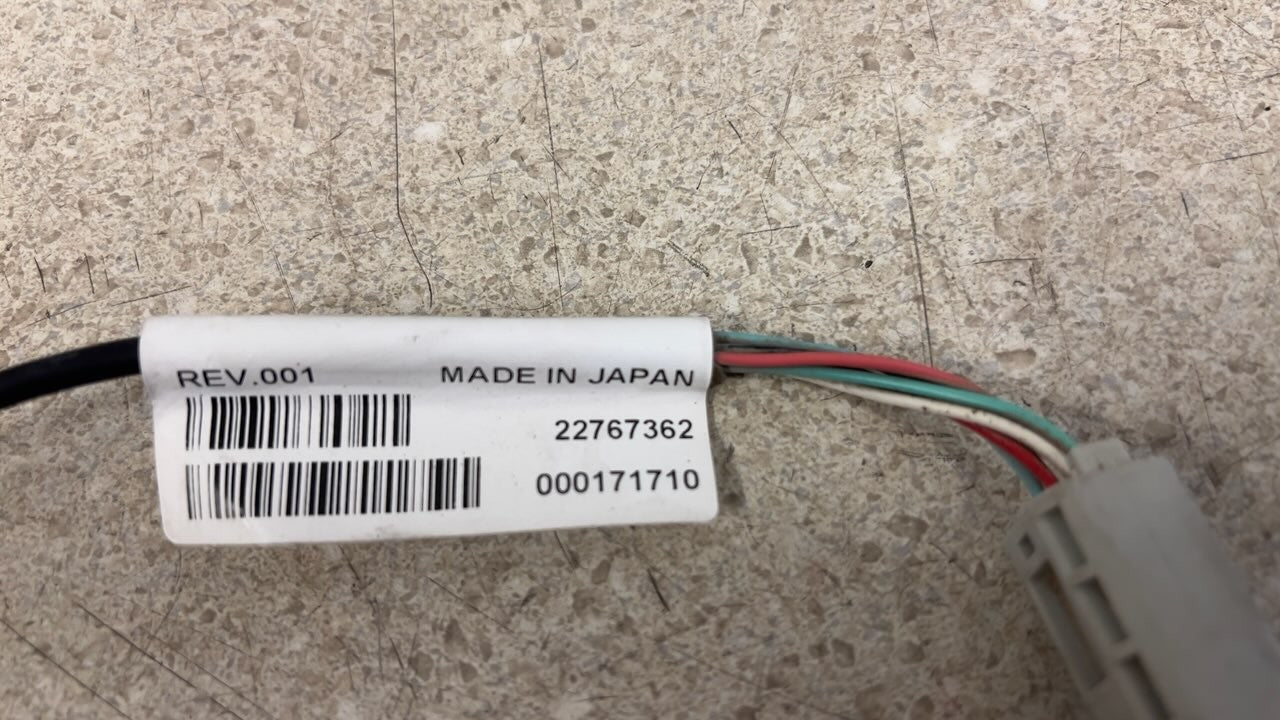 REV.001 MADE IN JAPAN
22767362
000171710